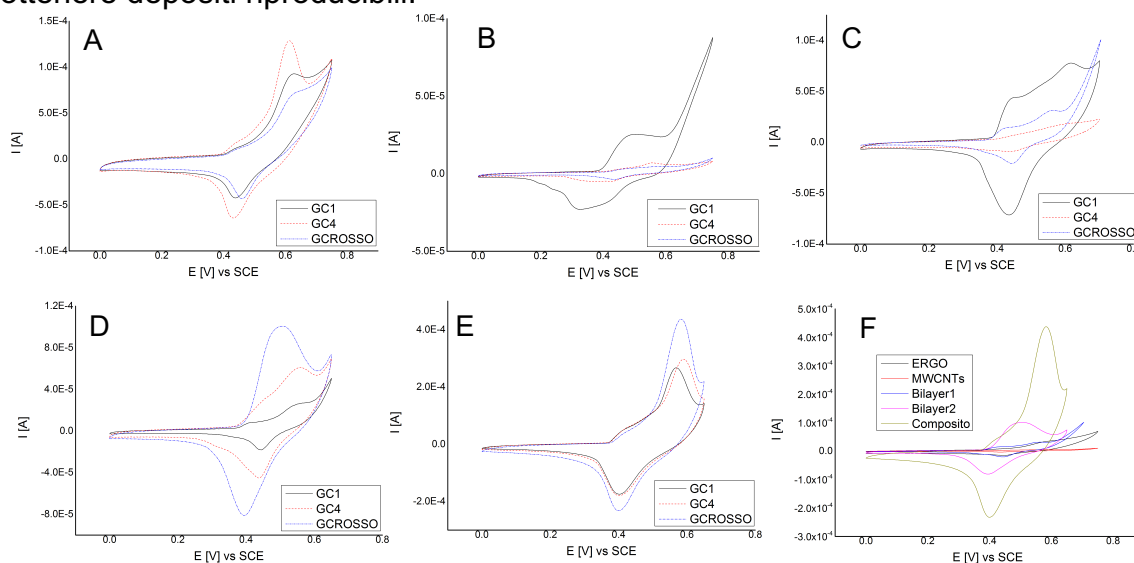 ottenere depositi riproducibili.
A
1.5E-4
1.0E-4
5.0E-5
0.0
-5.0E-5
-1.0E-4
I [A]
GC1
GC4
GCROSSO
0.0 0.2 0.4 0.6 0.8
E [V] vs SCE
B
1.0E-4
5.0E-5
0.0
-5.0E-5
I [A]
GC1
GC4
GCROSSO
0.0 0.2 0.4 0.6 0.8
E [V] vs SCE
C
1.0E-4
5.0E-5
0.0
-5.0E-5
-1.0E-4
I [A]
GC1
GC4
GCROSSO
0.0 0.2 0.4 0.6 0.8
E [V] vs SCE
D
1.2E-4
8.0E-5
4.0E-5
0.0
-4.0E-5
-8.0E-5
I [A]
GC1
GC4
GCROSSO
0.0 0.2 0.4 0.6 0.8
E [V] vs SCE
E
4.0E-4
2.0E-4
0.0
-2.0E-4
I [A]
GC1
GC4
GCROSSO
0.0 0.2 0.4 0.6 0.8
E [V] vs SCE
F
5.0x10⁻⁴
4.0x10⁻⁴
3.0x10⁻⁴
2.0x10⁻⁴
1.0x10⁻⁴
0.0
-1.0x10⁻⁴
-2.0x10⁻⁴
-3.0x10⁻⁴
I [A]
ERGO
MWCNTs
Bilayer1
Bilayer2
Composito
0.0 0.2 0.4 0.6 0.8
E [V] vs SCE